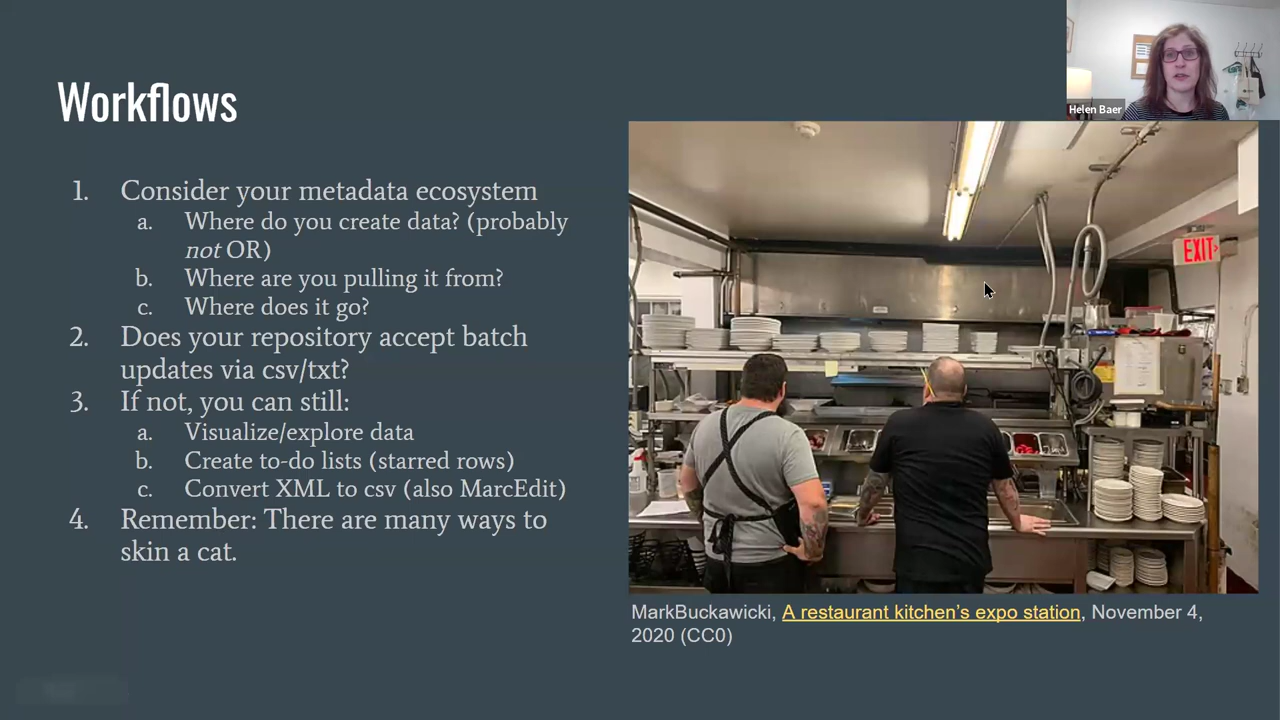 Workflows
Helen Baer
1. Consider your metadata ecosystem
a. Where do you create data? (probably
not OR)
b. Where are you pulling it from?
c. Where does it go?
2. Does your repository accept batch
updates via csv/txt?
3. If not, you can still:
a. Visualize/explore data
b. Create to-do lists (starred rows)
c. Convert XML to csv (also MarcEdit)
4. Remember: There are many ways to
skin a cat.
EXIT
MarkBuckawicki, A restaurant kitchen's expo station, November 4,
2020 (CC0)